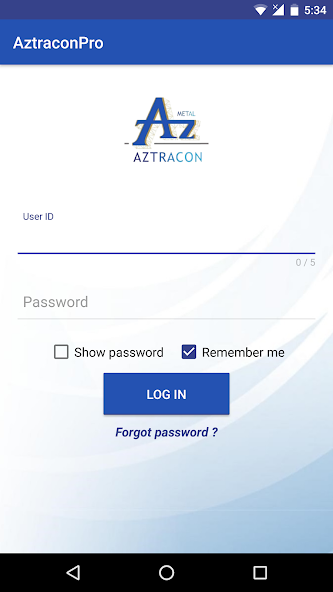 5:34
AztraconPro
Az METAL
AZTRACON
User ID
0 / 5
Password
Show password
Remember me
LOG IN
Forgot password ?